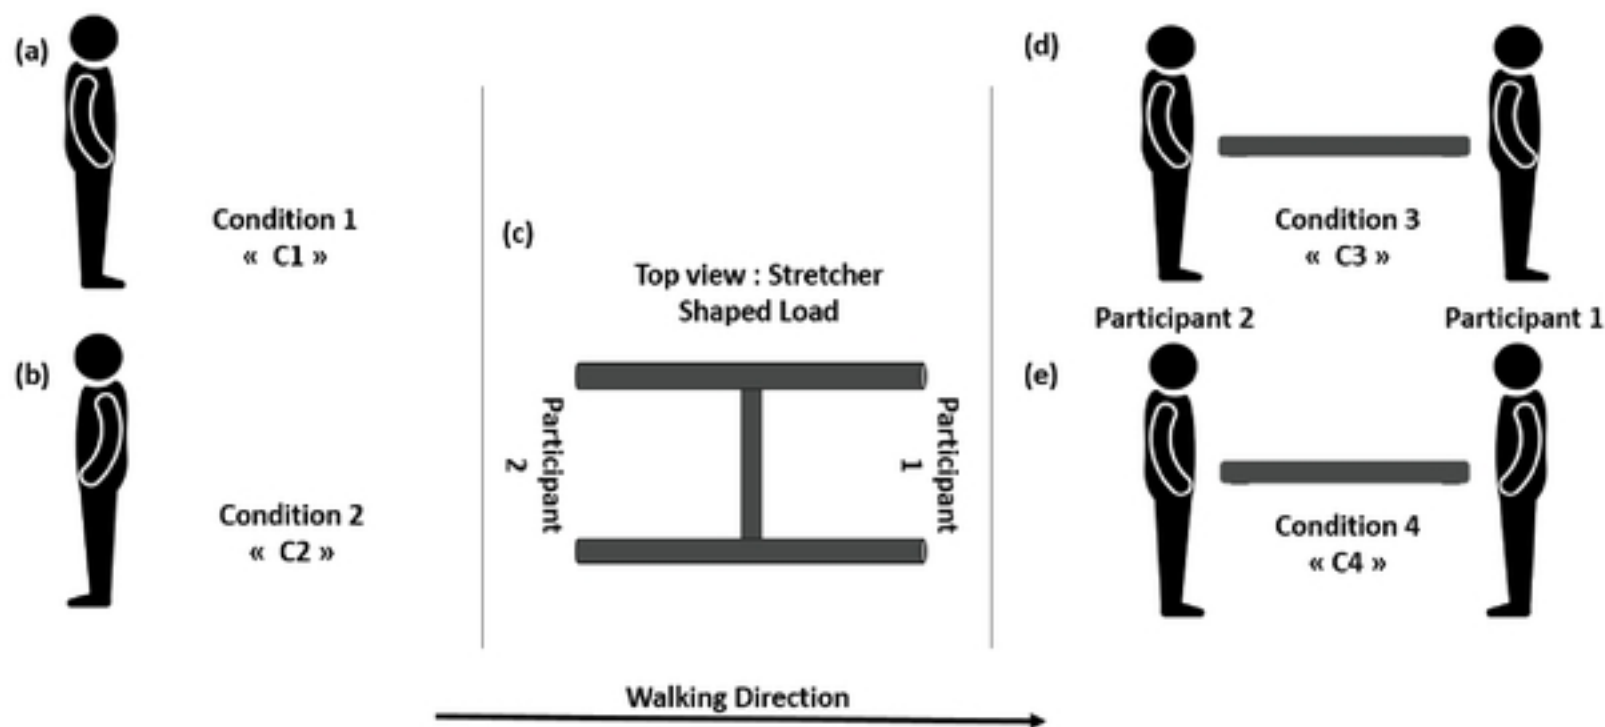 (a)
Condition 1
« C1 »
(b)
Condition 2
« C2 »
(c)
Top view : Stretcher
Shaped Load
Participant
2
Participant
1
(d)
Condition 3
« C3 »
Participant 2
Participant 1
(e)
Condition 4
« C4 »
Walking Direction